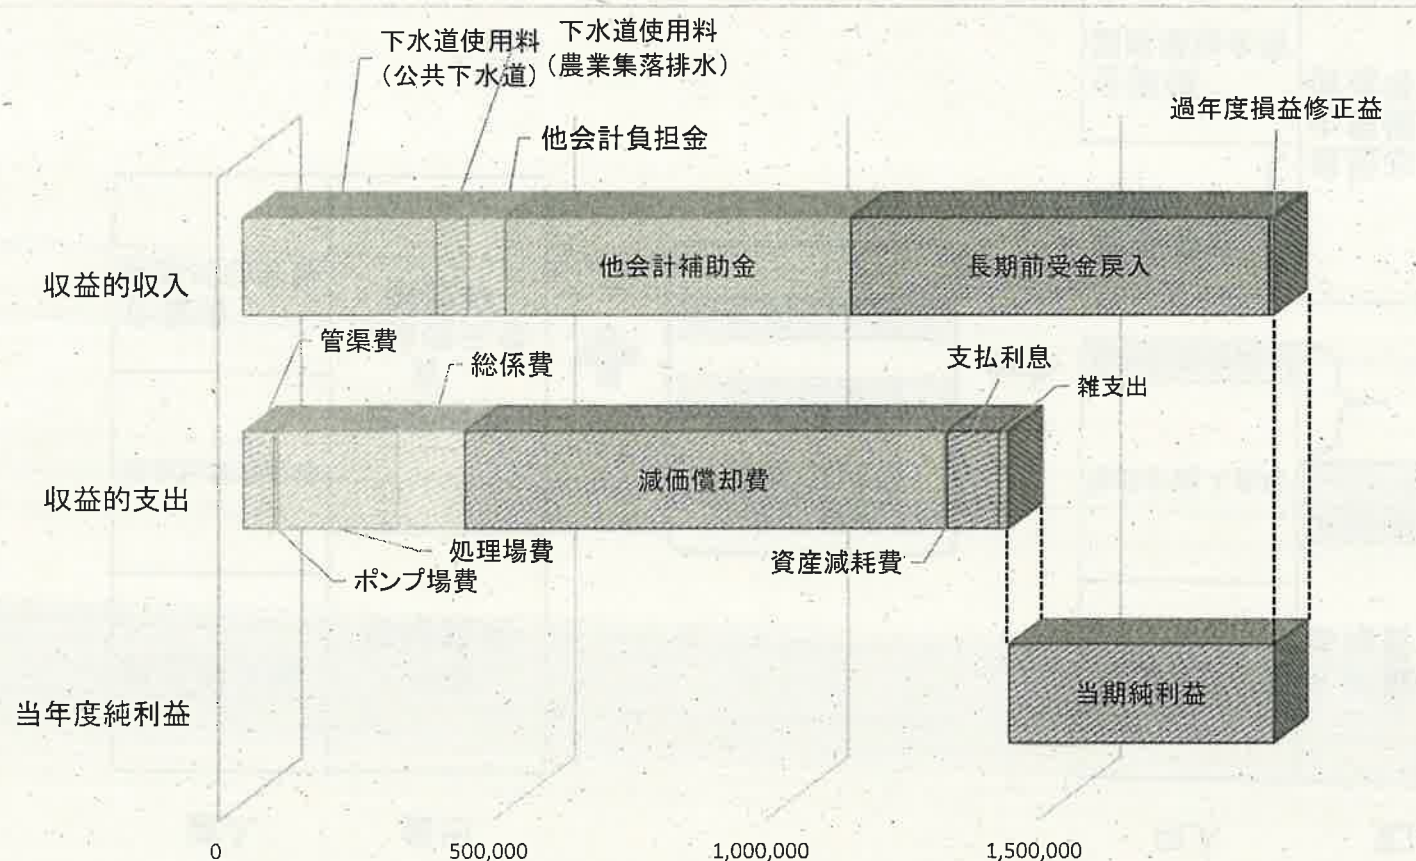 下水道使用料
（公共下水道）
下水道使用料
（農業集落排水）
他会計負担金
過年度損益修正益
収益的収入
他会計補助金
長期前受金戻入
管渠費
総係費
支払利息
雑支出
収益的支出
減価償却費
処理場費
ポンプ場費
資産減耗費
当年度純利益
当期純利益
0
500,000
1,000,000
1,500,000